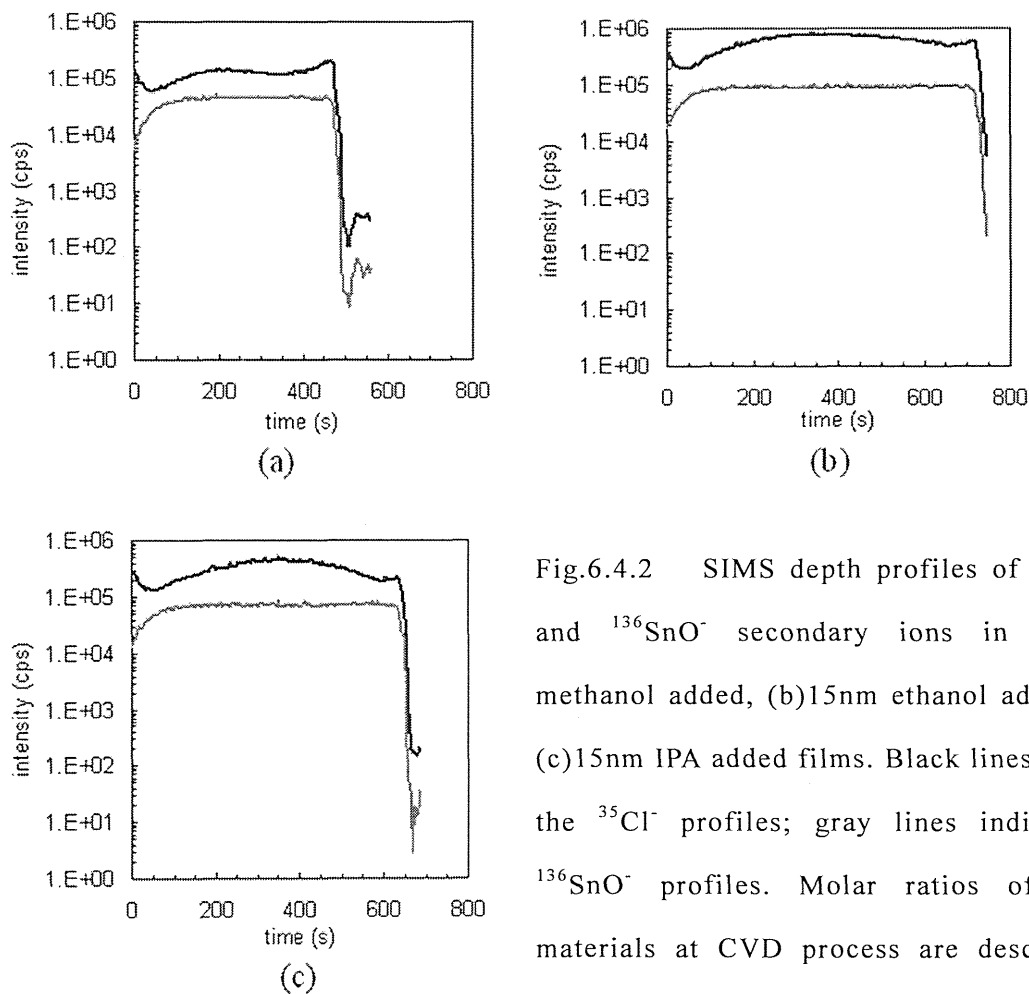 1.E+06
1.E+05
1.E+04
1.E+03
1.E+02
1.E+01
1.E+00
intensity (cps)
0 200 400 600 800
time (s)
(a)
1.E+06
1.E+05
1.E+04
1.E+03
1.E+02
1.E+01
1.E+00
intensity (cps)
0 200 400 600 800
time (s)
(b)
1.E+06
1.E+05
1.E+04
1.E+03
1.E+02
1.E+01
1.E+00
intensity (cps)
0 200 400 600 800
time (s)
(c)
Fig.6.4.2 SIMS depth profiles of
and ¹³⁶SnO⁻ secondary ions in
methanol added, (b)15nm ethanol ad
(c)15nm IPA added films. Black lines
the ³⁵Cl⁻ profiles; gray lines indi
¹³⁶SnO⁻ profiles. Molar ratios of
materials at CVD process are desc